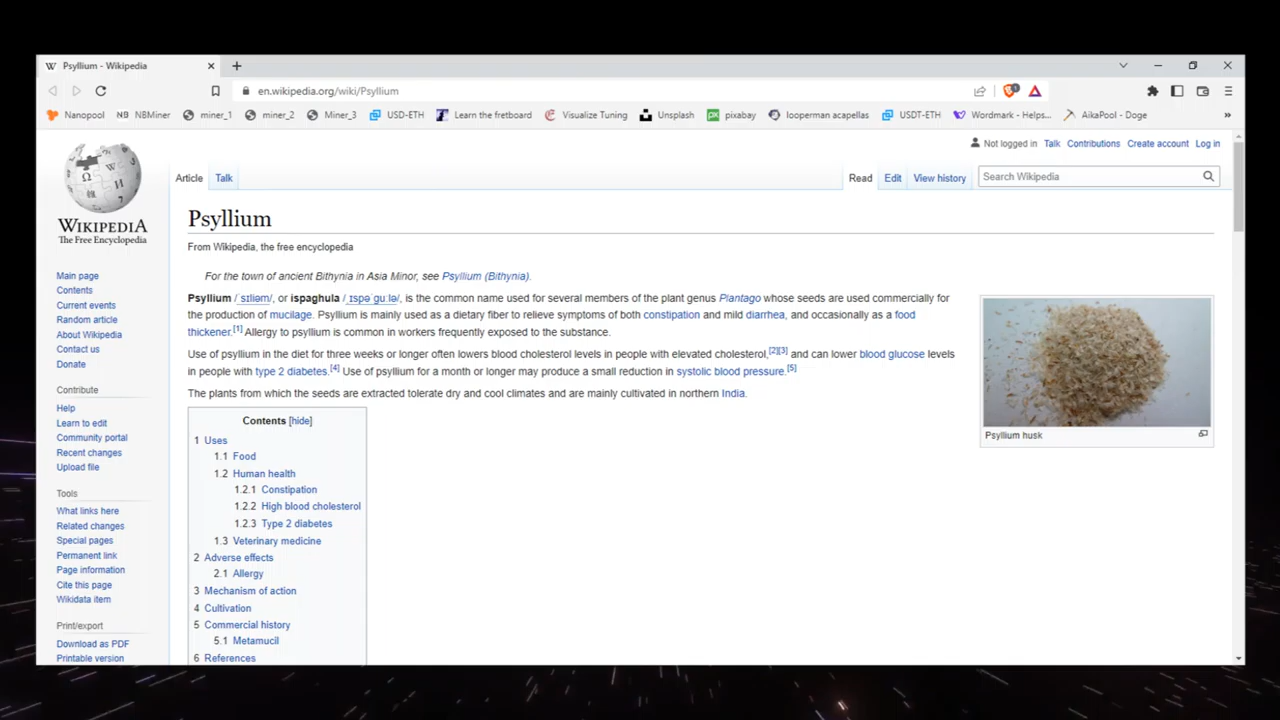 Psyllium - Wikipedia
en.wikipedia.org/wiki/Psyllium
1
Nanopool NB NBMiner miner_1 miner_2 Miner_3 USD-ETH Learn the fretboard Visualize Tuning Unsplash px pixabay looperman acapellas USDT-ETH Wordmark - Helps... AikaPool - Doge »
Not logged in Talk Contributions Create account Log in
Article Talk Read Edit View history Search Wikipedia
WIKIPEDIA
The Free Encyclopedia
Main page
Contents
Current events
Random article
About Wikipedia
Contact us
Donate
Contribute
Help
Learn to edit
Community portal
Recent changes
Upload file
Tools
What links here
Related changes
Special pages
Permanent link
Page information
Cite this page
Wikidata item
Print/export
Download as PDF
Printable version
Psyllium
From Wikipedia, the free encyclopedia
For the town of ancient Bithynia in Asia Minor, see Psyllium (Bithynia).
Psyllium /ˈsɪliəm/, or ispaghula /ˌɪspəˈɡuːlə/, is the common name used for several members of the plant genus Plantago whose seeds are used commercially for
the production of mucilage. Psyllium is mainly used as a dietary fiber to relieve symptoms of both constipation and mild diarrhea, and occasionally as a food
thickener.[1] Allergy to psyllium is common in workers frequently exposed to the substance.
Use of psyllium in the diet for three weeks or longer often lowers blood cholesterol levels in people with elevated cholesterol,[2][3] and can lower blood glucose levels
in people with type 2 diabetes.[4] Use of psyllium for a month or longer may produce a small reduction in systolic blood pressure.[5]
The plants from which the seeds are extracted tolerate dry and cool climates and are mainly cultivated in northern India.
Psyllium husk
Contents [hide]
1 Uses
1.1 Food
1.2 Human health
1.2.1 Constipation
1.2.2 High blood cholesterol
1.2.3 Type 2 diabetes
1.3 Veterinary medicine
2 Adverse effects
2.1 Allergy
3 Mechanism of action
4 Cultivation
5 Commercial history
5.1 Metamucil
6 References